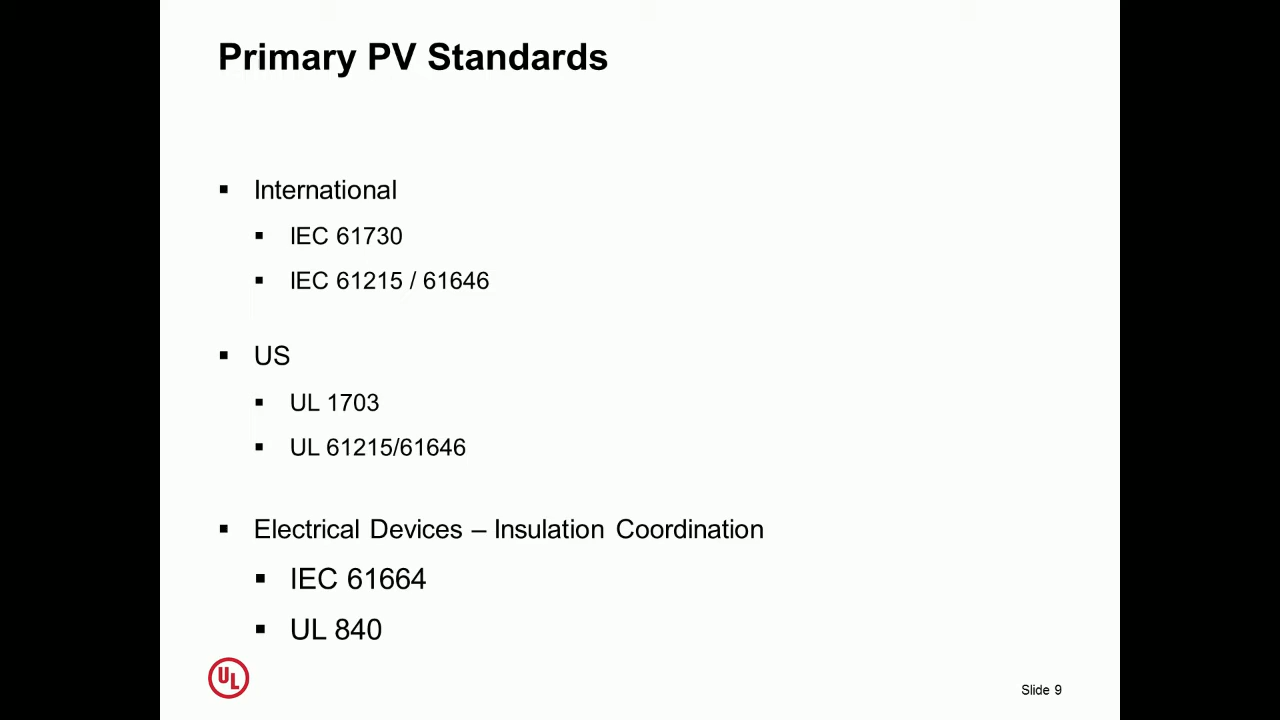 Primary PV Standards
▪ International
▪ IEC 61730
▪ IEC 61215 / 61646
▪ US
▪ UL 1703
▪ UL 61215/61646
▪ Electrical Devices – Insulation Coordination
▪ IEC 61664
▪ UL 840
UL
Slide 9